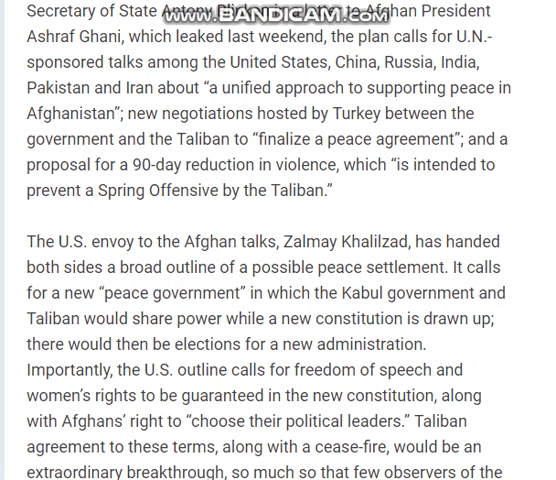 Secretary of State Antony to Afghan President
WWW.BANDICAM.COM
Ashraf Ghani, which leaked last weekend, the plan calls for U.N.-
sponsored talks among the United States, China, Russia, India,
Pakistan and Iran about “a unified approach to supporting peace in
Afghanistan”; new negotiations hosted by Turkey between the
government and the Taliban to “finalize a peace agreement”; and a
proposal for a 90-day reduction in violence, which “is intended to
prevent a Spring Offensive by the Taliban.”
The U.S. envoy to the Afghan talks, Zalmay Khalilzad, has handed
both sides a broad outline of a possible peace settlement. It calls
for a new “peace government” in which the Kabul government and
Taliban would share power while a new constitution is drawn up;
there would then be elections for a new administration.
Importantly, the U.S. outline calls for freedom of speech and
women’s rights to be guaranteed in the new constitution, along
with Afghans’ right to “choose their political leaders.” Taliban
agreement to these terms, along with a cease-fire, would be an
extraordinary breakthrough, so much so that few observers of the